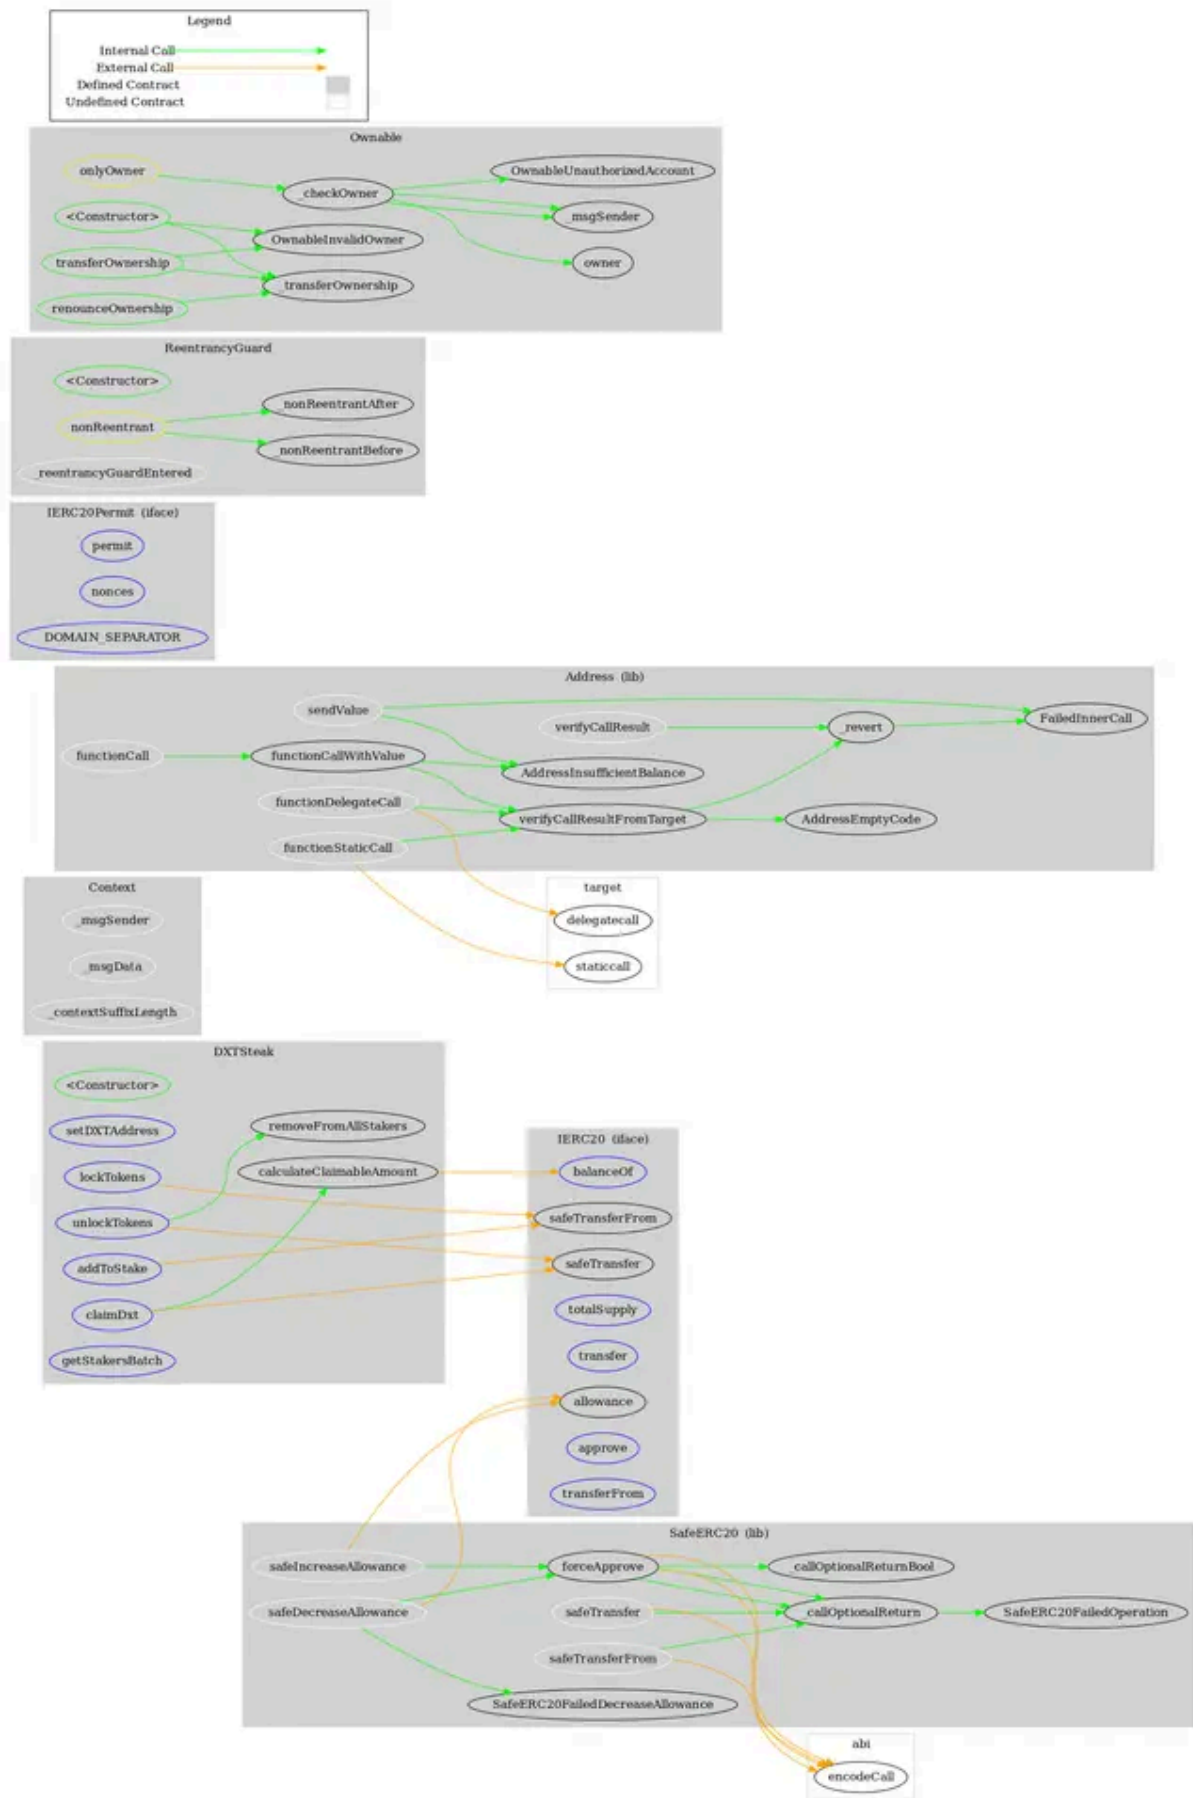 Legend
Internal Call
External Call
Defined Contract
Undefined Contract
Ownable
onlyOwner
<Constructor>
transferOwnership
renounceOwnership
_checkOwner
OwnableInvalidOwner
_transferOwnership
OwnableUnauthorizedAccount
_msgSender
owner
ReentrancyGuard
<Constructor>
nonReentrant
_reentrancyGuardEntered
_nonReentrantAfter
_nonReentrantBefore
IERC20Permit (iface)
permit
nonces
DOMAIN_SEPARATOR
Address (lib)
functionCall
sendValue
functionCallWithValue
functionDelegateCall
functionStaticCall
verifyCallResult
AddressInsufficientBalance
verifyCallResultFromTarget
_revert
AddressEmptyCode
FailedInnerCall
Context
_msgSender
_msgData
_contextSuffixLength
target
delegatecall
staticcall
DXTSteak
<Constructor>
setDXTAddress
lockTokens
unlockTokens
addToStake
claimDxt
getStakersBatch
removeFromAllStakers
calculateClaimableAmount
IERC20 (iface)
balanceOf
safeTransferFrom
safeTransfer
totalSupply
transfer
allowance
approve
transferFrom
SafeERC20 (lib)
safeIncreaseAllowance
safeDecreaseAllowance
forceApprove
safeTransfer
safeTransferFrom
SafeERC20FailedDecreaseAllowance
_callOptionalReturnBool
_callOptionalReturn
SafeERC20FailedOperation
abi
encodeCall